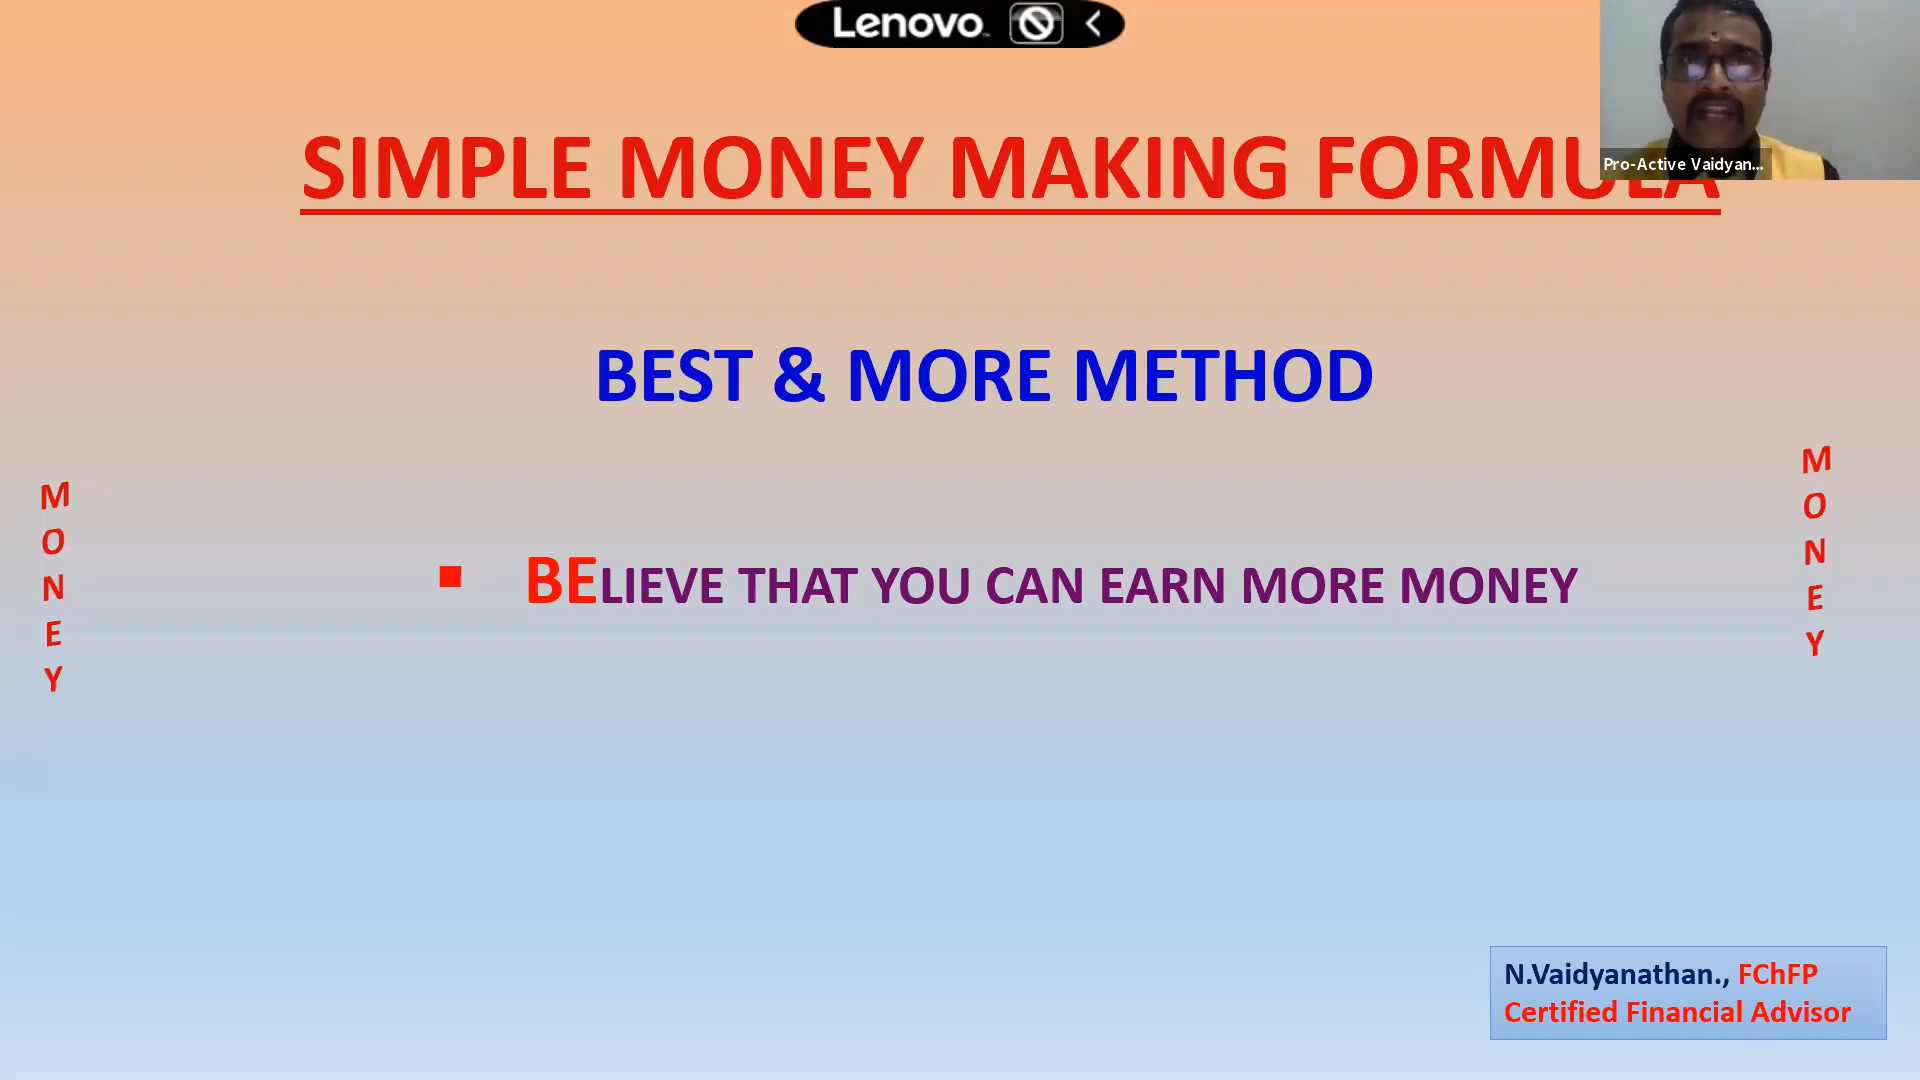 Lenovo
SIMPLE MONEY MAKING FORMULA
Pro-Active Vaidyan...
BEST & MORE METHOD
M
O
N
E
Y
M
O
N
E
Y
▪ BELIEVE THAT YOU CAN EARN MORE MONEY
N.Vaidyanathan., FChFP
Certified Financial Advisor